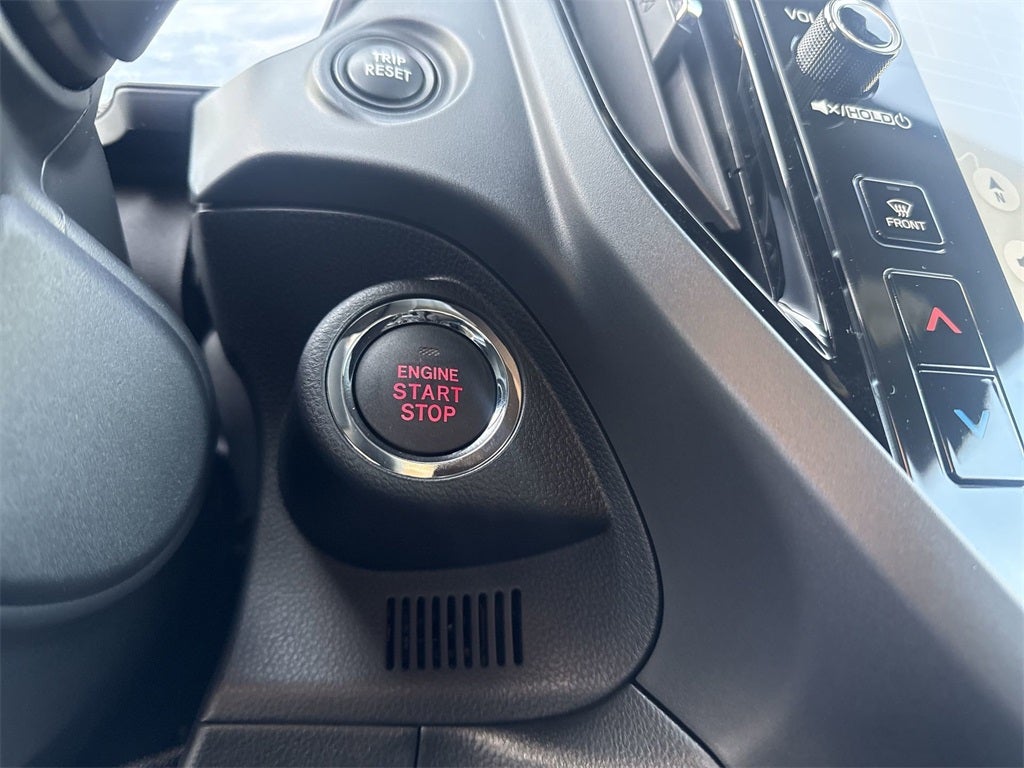 TRIP
RESET
VOL
/HOLD
N
FRONT
ENGINE
START
STOP